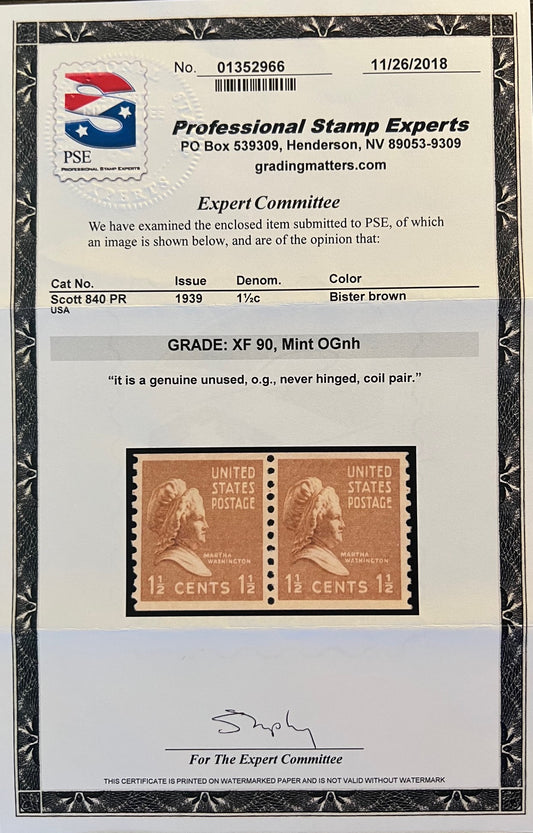 No. 01352966
11/26/2018
PSE
PROFESSIONAL STAMP EXPERTS
Professional Stamp Experts
PO Box 539309, Henderson, NV 89053-9309
gradingmatters.com
Expert Committee
We have examined the enclosed item submitted to PSE, of which
an image is shown below, and are of the opinion that:
Cat No. Issue Denom. Color
Scott 840 PR 1939 1½c Bister brown
USA
GRADE: XF 90, Mint OGnh
“it is a genuine unused, o.g., never hinged, coil pair.”
UNITED
STATES
POSTAGE
MARTHA
WASHINGTON
1½ CENTS 1½
UNITED
STATES
POSTAGE
MARTHA
WASHINGTON
1½ CENTS 1½
For The Expert Committee
THIS CERTIFICATE IS PRINTED ON WATERMARKED PAPER AND IS NOT VALID WITHOUT WATERMARK